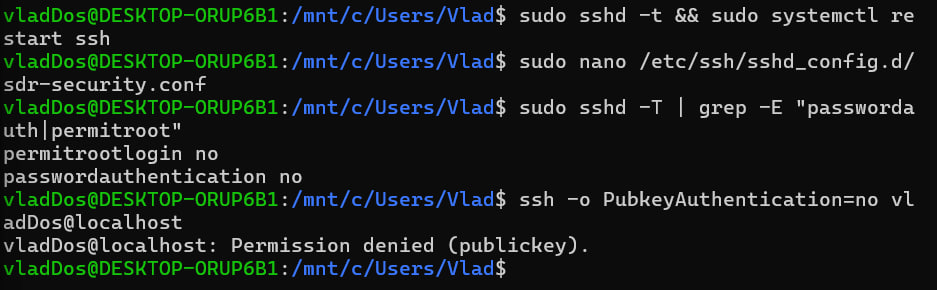 vladDos@DESKTOP-ORUP6B1:/mnt/c/Users/Vlad$ sudo sshd -t && sudo systemctl re
start ssh
vladDos@DESKTOP-ORUP6B1:/mnt/c/Users/Vlad$ sudo nano /etc/ssh/sshd_config.d/
sdr-security.conf
vladDos@DESKTOP-ORUP6B1:/mnt/c/Users/Vlad$ sudo sshd -T | grep -E "passworda
uth|permitroot"
permitrootlogin no
passwordauthentication no
vladDos@DESKTOP-ORUP6B1:/mnt/c/Users/Vlad$ ssh -o PubkeyAuthentication=no vl
adDos@localhost
vladDos@localhost: Permission denied (publickey).
vladDos@DESKTOP-ORUP6B1:/mnt/c/Users/Vlad$